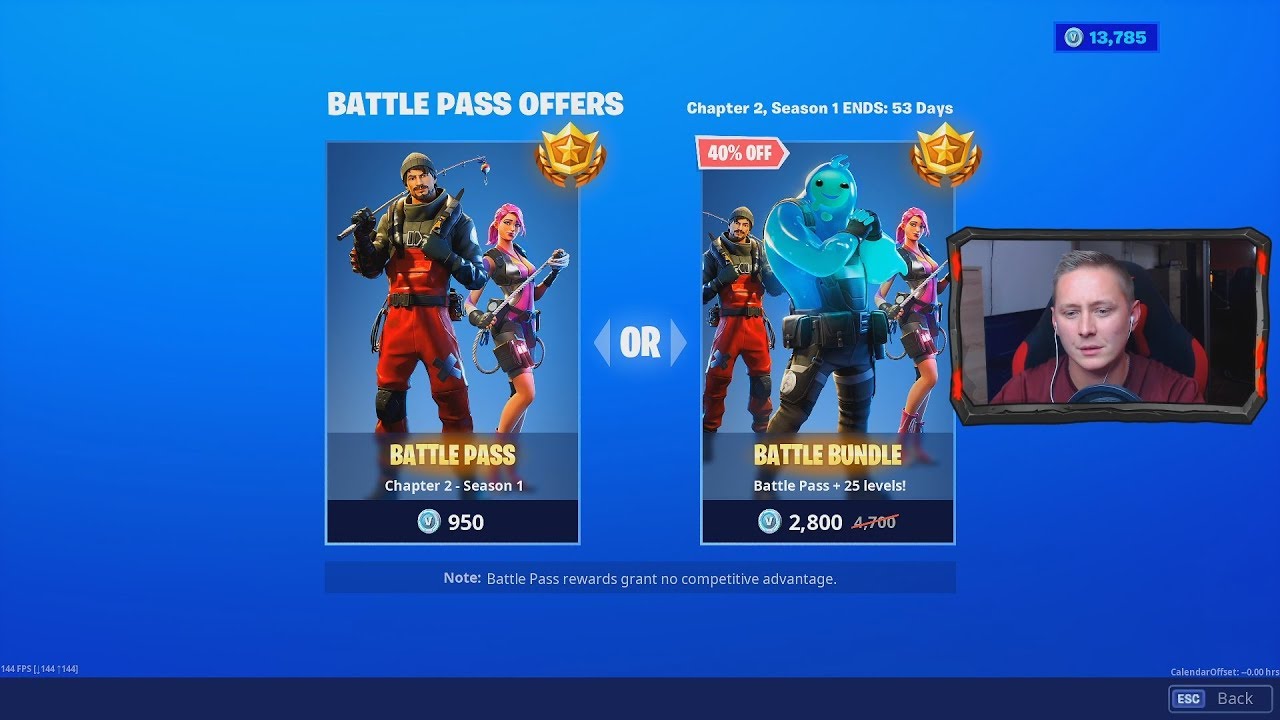 13,785
BATTLE PASS OFFERS
Chapter 2, Season 1 ENDS: 53 Days
40% OFF
OR
BATTLE PASS
Chapter 2 - Season 1
950
BATTLE BUNDLE
Battle Pass + 25 levels!
2,800 4,700
Note: Battle Pass rewards grant no competitive advantage.
144 FPS [↓144 ↑144]
CalendarOffset: -0.00 hrs
ESC Back